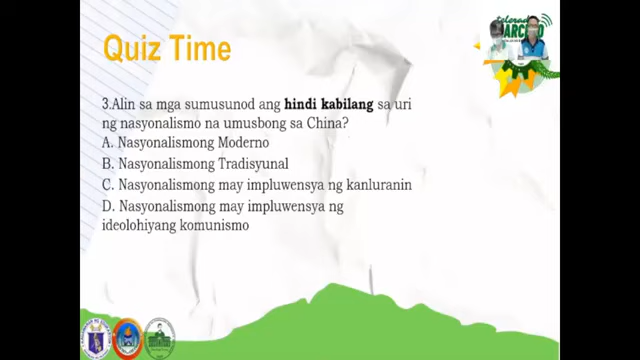 Quiz Time
3.Alin sa mga sumusunod ang hindi kabilang sa uri
ng nasyonalismo na umusbong sa China?
A. Nasyonalismong Moderno
B. Nasyonalismong Tradisyunal
C. Nasyonalismong may impluwensya ng kanluranin
D. Nasyonalismong may impluwensya ng
ideolohiyang komunismo